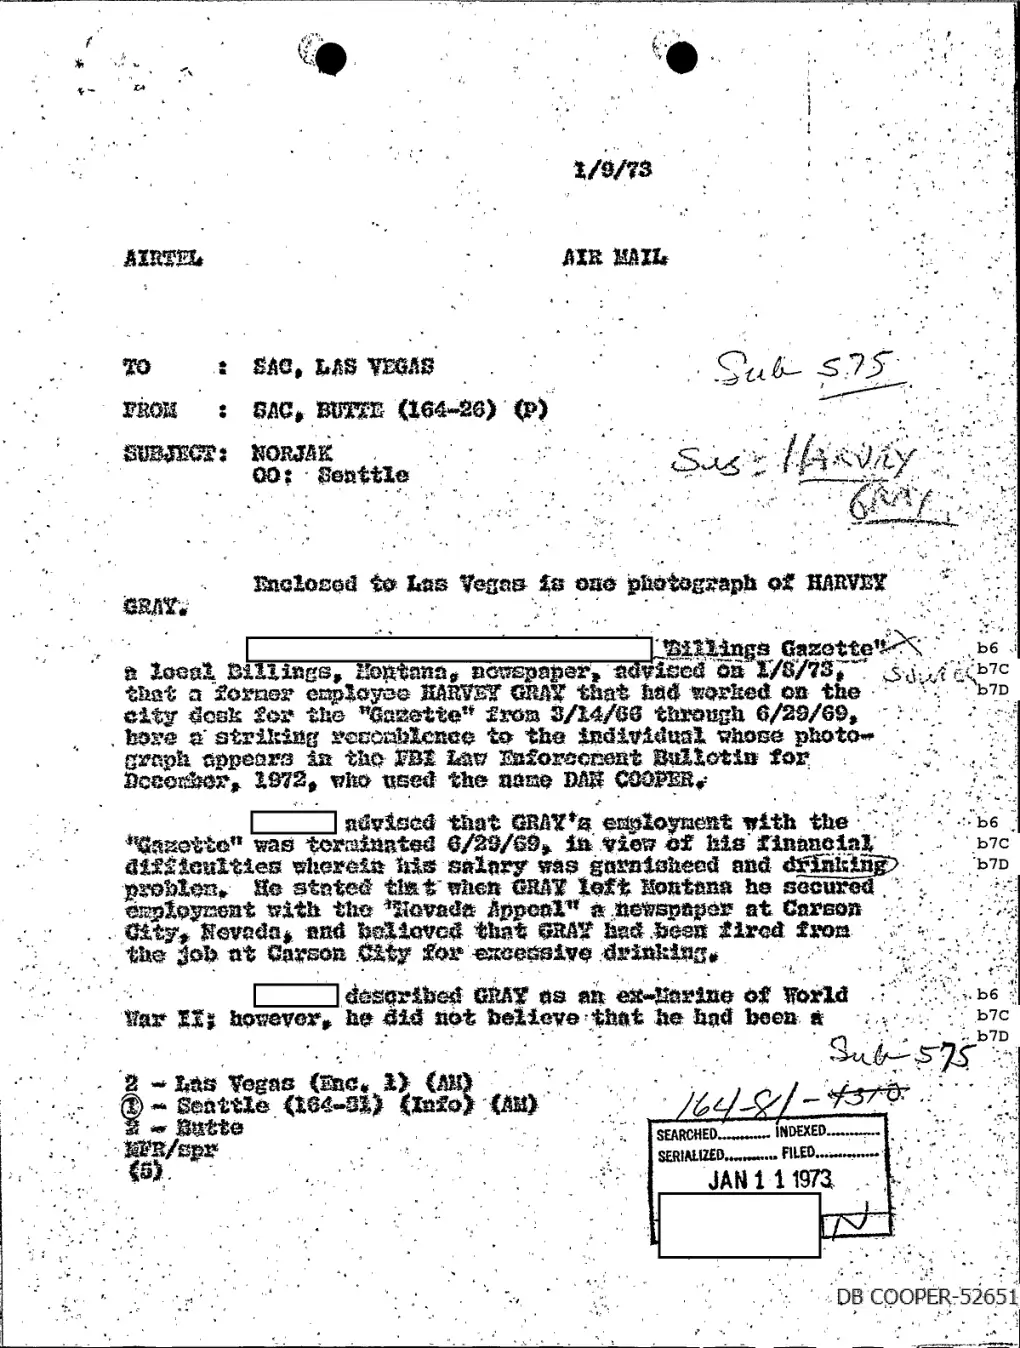 1/9/73
AIRTEL AIR MAIL
TO : SAC, LAS VEGAS
Sub 575
FROM : SAC, BUTTE (164-26) (P)
SUBJECT: NORJAK
Sus - HARVEY
OO: Seattle
GRAY
Enclosed to Las Vegas is one photograph of HARVEY
GRAY.
"Billings Gazette" b6
a local Billings, Montana, newspaper, advised on 1/8/73, b7C
that a former employee HARVEY GRAY that had worked on the b7D
city desk for the "Gazette" from 3/14/66 through 6/29/69,
bore a striking resemblence to the individual whose photo-
graph appears in the FBI Law Enforcement Bulletin for
December, 1972, who used the name DAN COOPER.
advised that GRAY's employment with the b6
"Gazette" was terminated 6/29/69, in view of his financial b7C
difficulties wherein his salary was garnisheed and drinking b7D
problem. He stated that when GRAY left Montana he secured
employment with the "Nevada Appeal" a newspaper at Carson
City, Nevada, and believed that GRAY had been fired from
the job at Carson City for excessive drinking.
described GRAY as an ex-Marine of World b6
War II; however, he did not believe that he had been a b7C
b7D
Sub 575
2 - Las Vegas (Enc. 1) (AM)
1 - Seattle (164-81) (Info) (AM)
164-81-
2 - Butte
SEARCHED............ INDEXED............
MFR/spr
SERIALIZED............ FILED............
(5)
JAN 11 1973
N
DB COOPER-52651